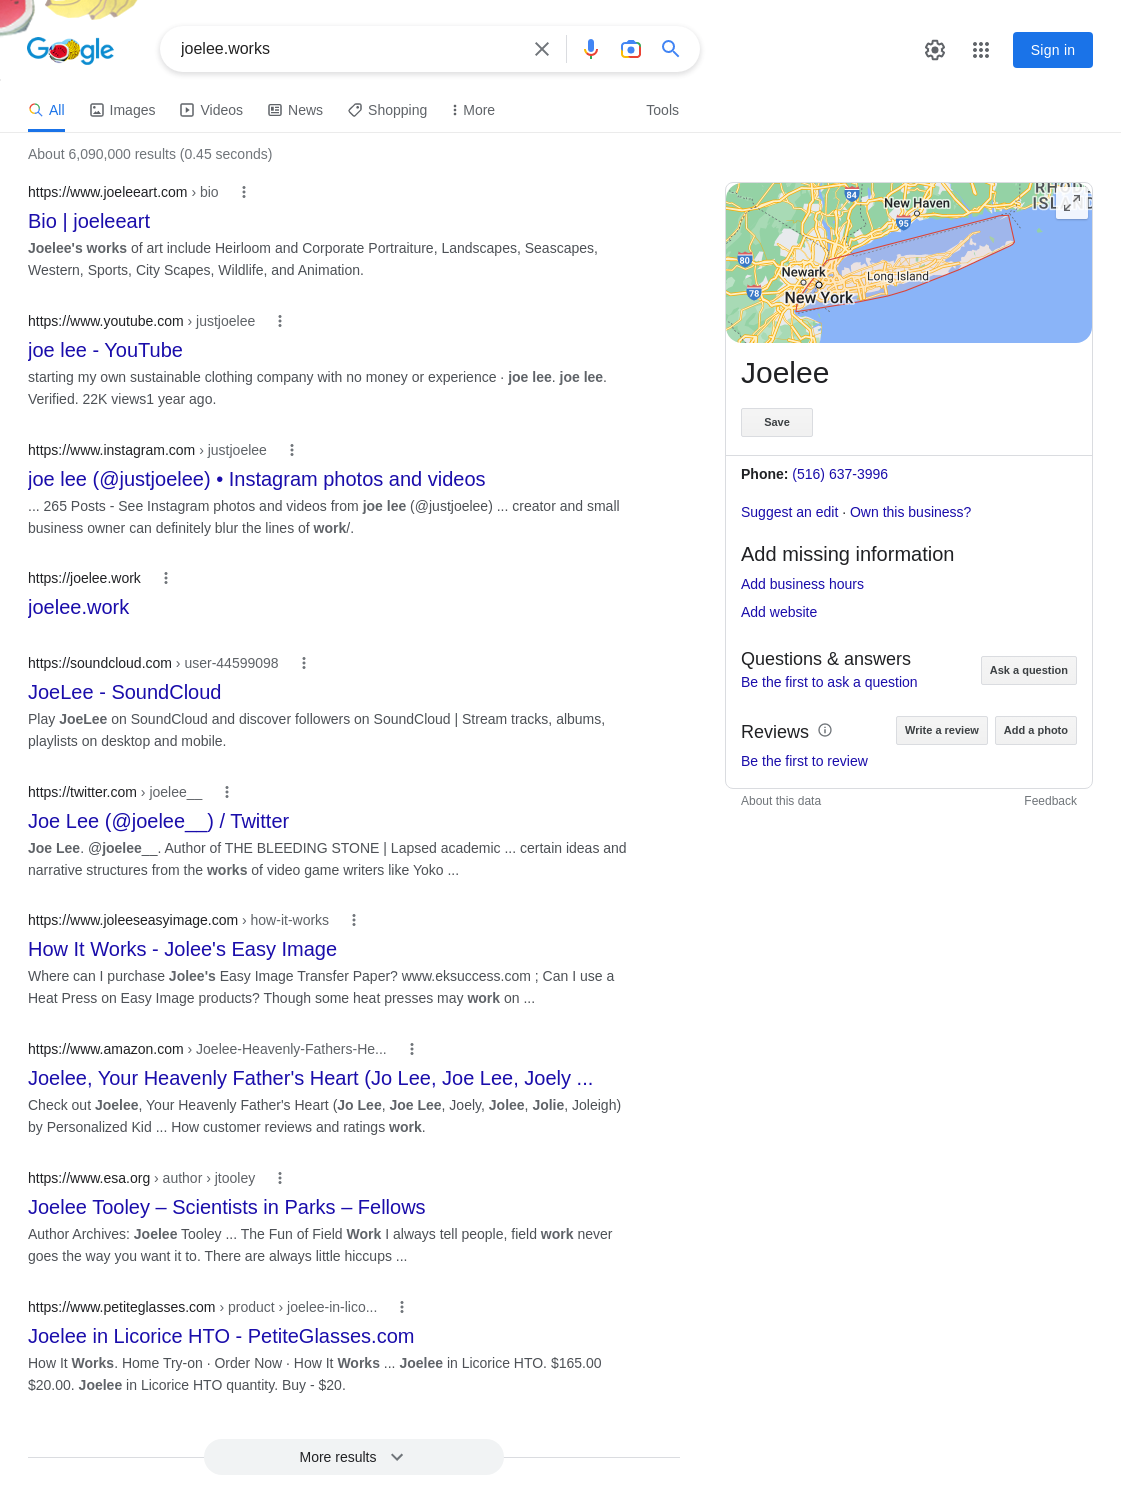 Google
joelee.works
Sign in
All
Images
Videos
News
Shopping
More
Tools
About 6,090,000 results (0.45 seconds)
https://www.joeleeart.com › bio
Bio | joeleeart
Joelee's works of art include Heirloom and Corporate Portraiture, Landscapes, Seascapes,
Western, Sports, City Scapes, Wildlife, and Animation.
https://www.youtube.com › justjoelee
joe lee - YouTube
starting my own sustainable clothing company with no money or experience · joe lee. joe lee.
Verified. 22K views1 year ago.
https://www.instagram.com › justjoelee
joe lee (@justjoelee) • Instagram photos and videos
... 265 Posts - See Instagram photos and videos from joe lee (@justjoelee) ... creator and small
business owner can definitely blur the lines of work/.
https://joelee.work
joelee.work
https://soundcloud.com › user-44599098
JoeLee - SoundCloud
Play JoeLee on SoundCloud and discover followers on SoundCloud | Stream tracks, albums,
playlists on desktop and mobile.
https://twitter.com › joelee__
Joe Lee (@joelee__) / Twitter
Joe Lee. @joelee__. Author of THE BLEEDING STONE | Lapsed academic ... certain ideas and
narrative structures from the works of video game writers like Yoko ...
https://www.joleeseasyimage.com › how-it-works
How It Works - Jolee's Easy Image
Where can I purchase Jolee's Easy Image Transfer Paper? www.eksuccess.com ; Can I use a
Heat Press on Easy Image products? Though some heat presses may work on ...
https://www.amazon.com › Joelee-Heavenly-Fathers-He...
Joelee, Your Heavenly Father's Heart (Jo Lee, Joe Lee, Joely ...
Check out Joelee, Your Heavenly Father's Heart (Jo Lee, Joe Lee, Joely, Jolee, Jolie, Joleigh)
by Personalized Kid ... How customer reviews and ratings work.
https://www.esa.org › author › jtooley
Joelee Tooley – Scientists in Parks – Fellows
Author Archives: Joelee Tooley ... The Fun of Field Work I always tell people, field work never
goes the way you want it to. There are always little hiccups ...
https://www.petiteglasses.com › product › joelee-in-lico...
Joelee in Licorice HTO - PetiteGlasses.com
How It Works. Home Try-on · Order Now · How It Works ... Joelee in Licorice HTO. $165.00
$20.00. Joelee in Licorice HTO quantity. Buy - $20.
More results
84
New Haven
95
80
Newark
Long Island
78
New York
Joelee
Save
Phone: (516) 637-3996
Suggest an edit · Own this business?
Add missing information
Add business hours
Add website
Questions & answers
Be the first to ask a question
Ask a question
Reviews
Write a review
Add a photo
Be the first to review
About this data
Feedback